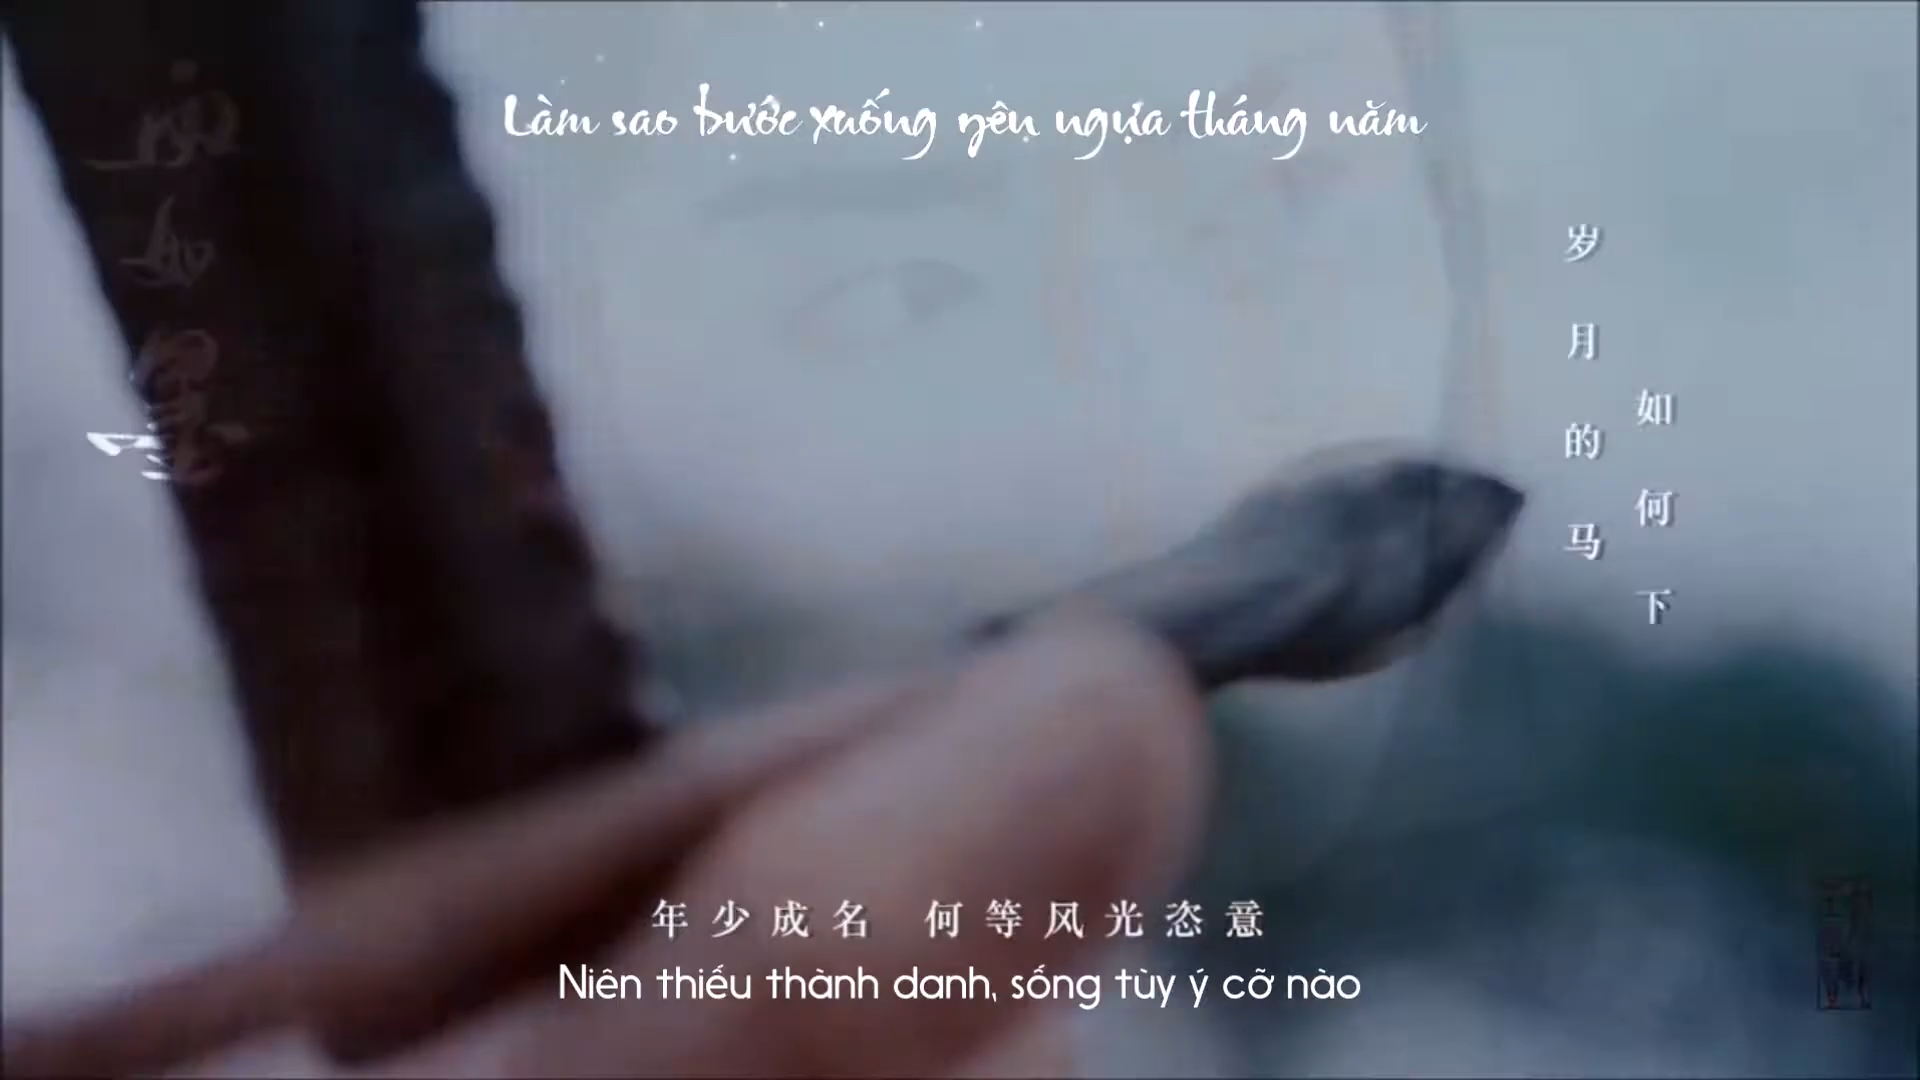 Làm sao bước xuống yên ngựa tháng năm
如何下
岁月的马
年少成名 何等风光恣意
Niên thiếu thành danh, sống tùy ý cỡ nào